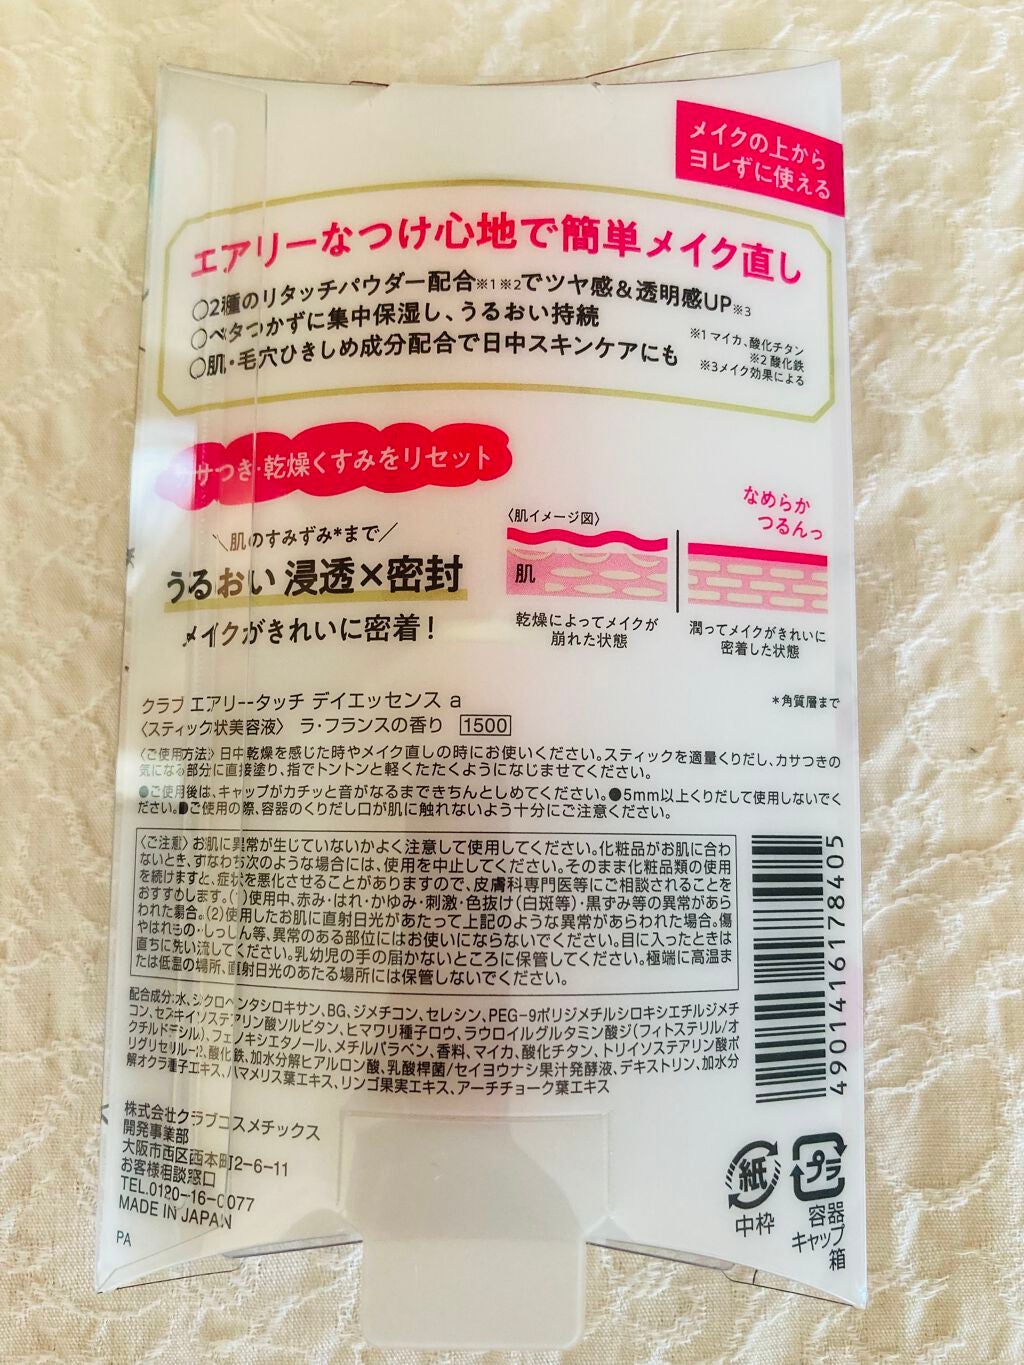 メイクの上から
ヨレずに使える
エアリーなつけ心地で簡単メイク直し
○2種のリタッチパウダー配合※1※2でツヤ感&透明感UP※3
○ベタつかずに集中保湿し、うるおい持続
○肌・毛穴ひきしめ成分配合で日中スキンケアにも
※1 マイカ、酸化チタン
※2 酸化鉄
※3メイク効果による
カサつき・乾燥くすみをリセット
\肌のすみずみ*まで/
うるおい浸透×密封
メイクがきれいに密着!
〈肌イメージ図〉
なめらか
つるんっ
肌
乾燥によってメイクが
崩れた状態
潤ってメイクがきれいに
密着した状態
*角質層まで
クラブ エアリータッチ デイエッセンス a
〈スティック状美容液〉 ラ・フランスの香り 1500
〈ご使用方法〉日中乾燥を感じた時やメイク直しの時にお使いください。スティックを適量くりだし、カサつきの
気になる部分に直接塗り、指でトントンと軽くたたくようになじませてください。
●ご使用後は、キャップがカチッと音がなるまできちんとしめてください。●5mm以上くりだして使用しないでく
ださい。●ご使用の際、容器のくりだし口が肌に触れないよう十分にご注意ください。
〈ご注意〉お肌に異常が生じていないかよく注意して使用してください。化粧品がお肌に合わ
ないとき、すなわち次のような場合には、使用を中止してください。そのまま化粧品類の使用
を続けますと、症状を悪化させることがありますので、皮膚科専門医等にご相談されることを
おすすめします。(1)使用中、赤み・はれ・かゆみ・刺激・色抜け(白斑等)・黒ずみ等の異常があら
われた場合。(2)使用したお肌に直射日光があたって上記のような異常があらわれた場合。傷
やはれもの・しっしん等、異常のある部位にはお使いにならないでください。目に入ったときは
直ちに洗い流してください。乳幼児の手の届かないところに保管してください。極端に高温ま
たは低温の場所、直射日光のあたる場所には保管しないでください。
配合成分:水、シクロペンタシロキサン、BG、ジメチコン、セレシン、PEG-9ポリジメチルシロキシエチルジメチ
コン、セスキイソステアリン酸ソルビタン、ヒマワリ種子ロウ、ラウロイルグルタミン酸ジ(フィトステリル/オ
クチルドデシル)、フェノキシエタノール、メチルパラベン、香料、マイカ、酸化チタン、トリイソステアリン酸ポ
リグリセリル-2、酸化鉄、加水分解ヒアルロン酸、乳酸桿菌/セイヨウナシ果汁発酵液、デキストリン、加水分
解オクラ種子エキス、ハマメリス葉エキス、リンゴ果実エキス、アーチチョーク葉エキス
4901416178405
株式会社クラブコスメチックス
開発事業部
大阪市西区西本町2-6-11
お客様相談窓口
TEL.0120-16-0077
MADE IN JAPAN
PA
紙
中枠
プラ
容器
キャップ
箱